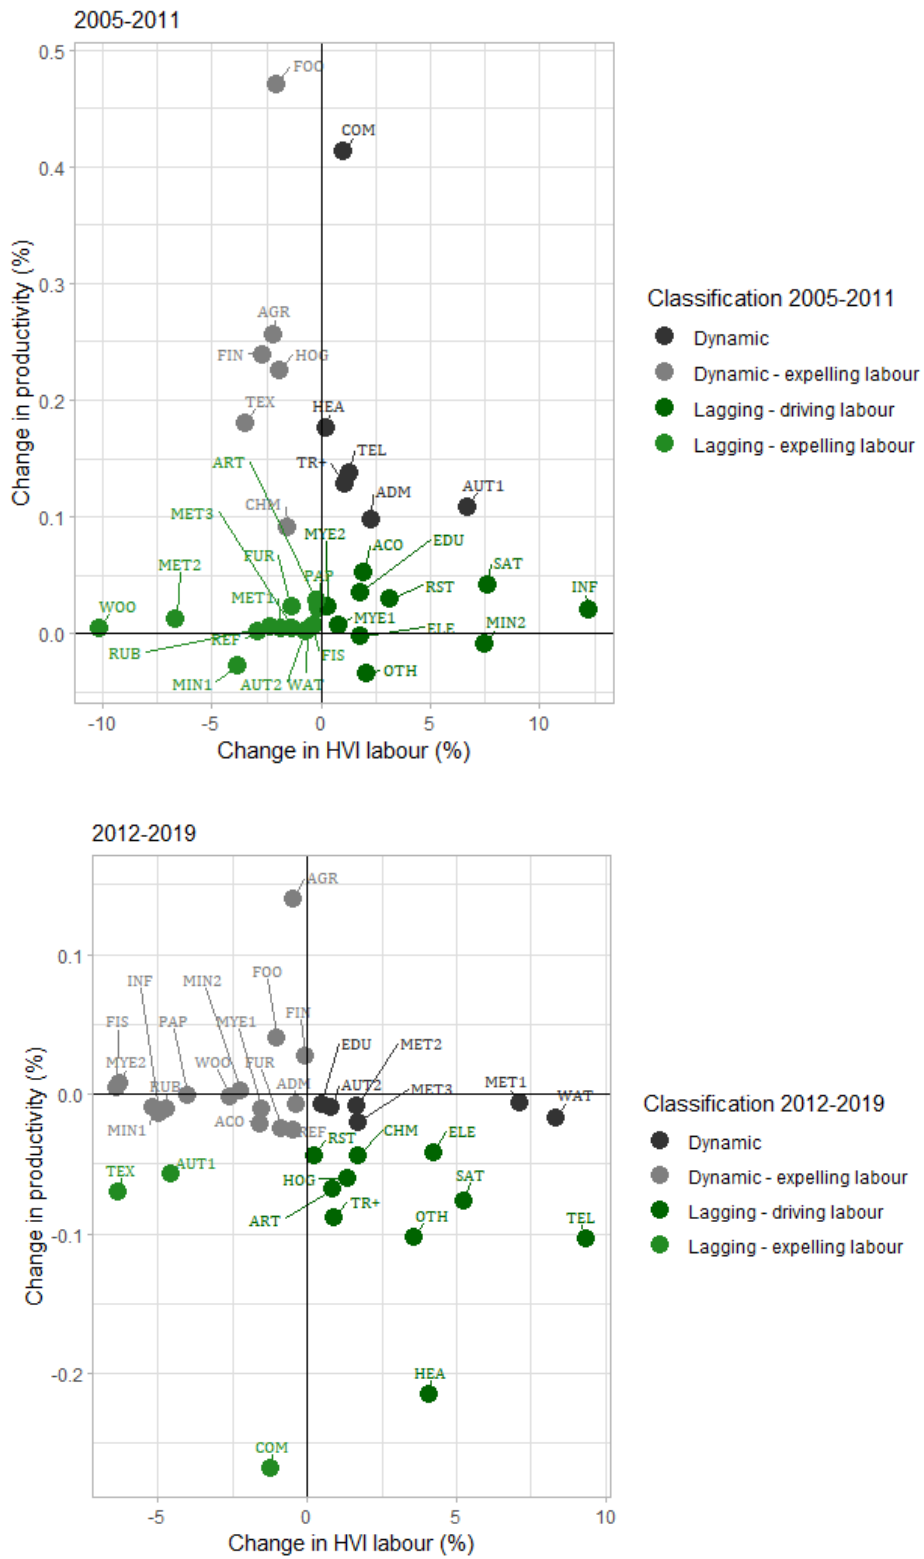 2005-2011
0.5
FOO
COM
0.4
0.3
AGR
FIN
HOG
0.2
TEX
HEA
ART
TR+
TEL
CHM
ADM
AUT1
0.1
MET3
MYE2
ACO
EDU
MET2
FUR
PAP
SAT
WOO
MET1
RST
INF
MYE1
MIN2
0.0
RUB
REF
ELE
FIS
MIN1
AUT2
WAT
OTH
-10
-5
0
5
10
Change in productivity (%)
Change in HVI labour (%)
Classification 2005-2011
Dynamic
Dynamic - expelling labour
Lagging - driving labour
Lagging - expelling labour
2012-2019
AGR
0.1
INF
MIN2
FOO
FIS
PAP
MYE1
FIN
MYE2
WOO
FUR
EDU
MET2
RUB
ADM
AUT2
MET3
MET1
WAT
0.0
MIN1
ACO
REF
RST
CHM
ELE
TEX
AUT1
HOG
SAT
ART
TR+
OTH
TEL
-0.1
HEA
-0.2
COM
-5
0
5
10
Change in productivity (%)
Change in HVI labour (%)
Classification 2012-2019
Dynamic
Dynamic - expelling labour
Lagging - driving labour
Lagging - expelling labour